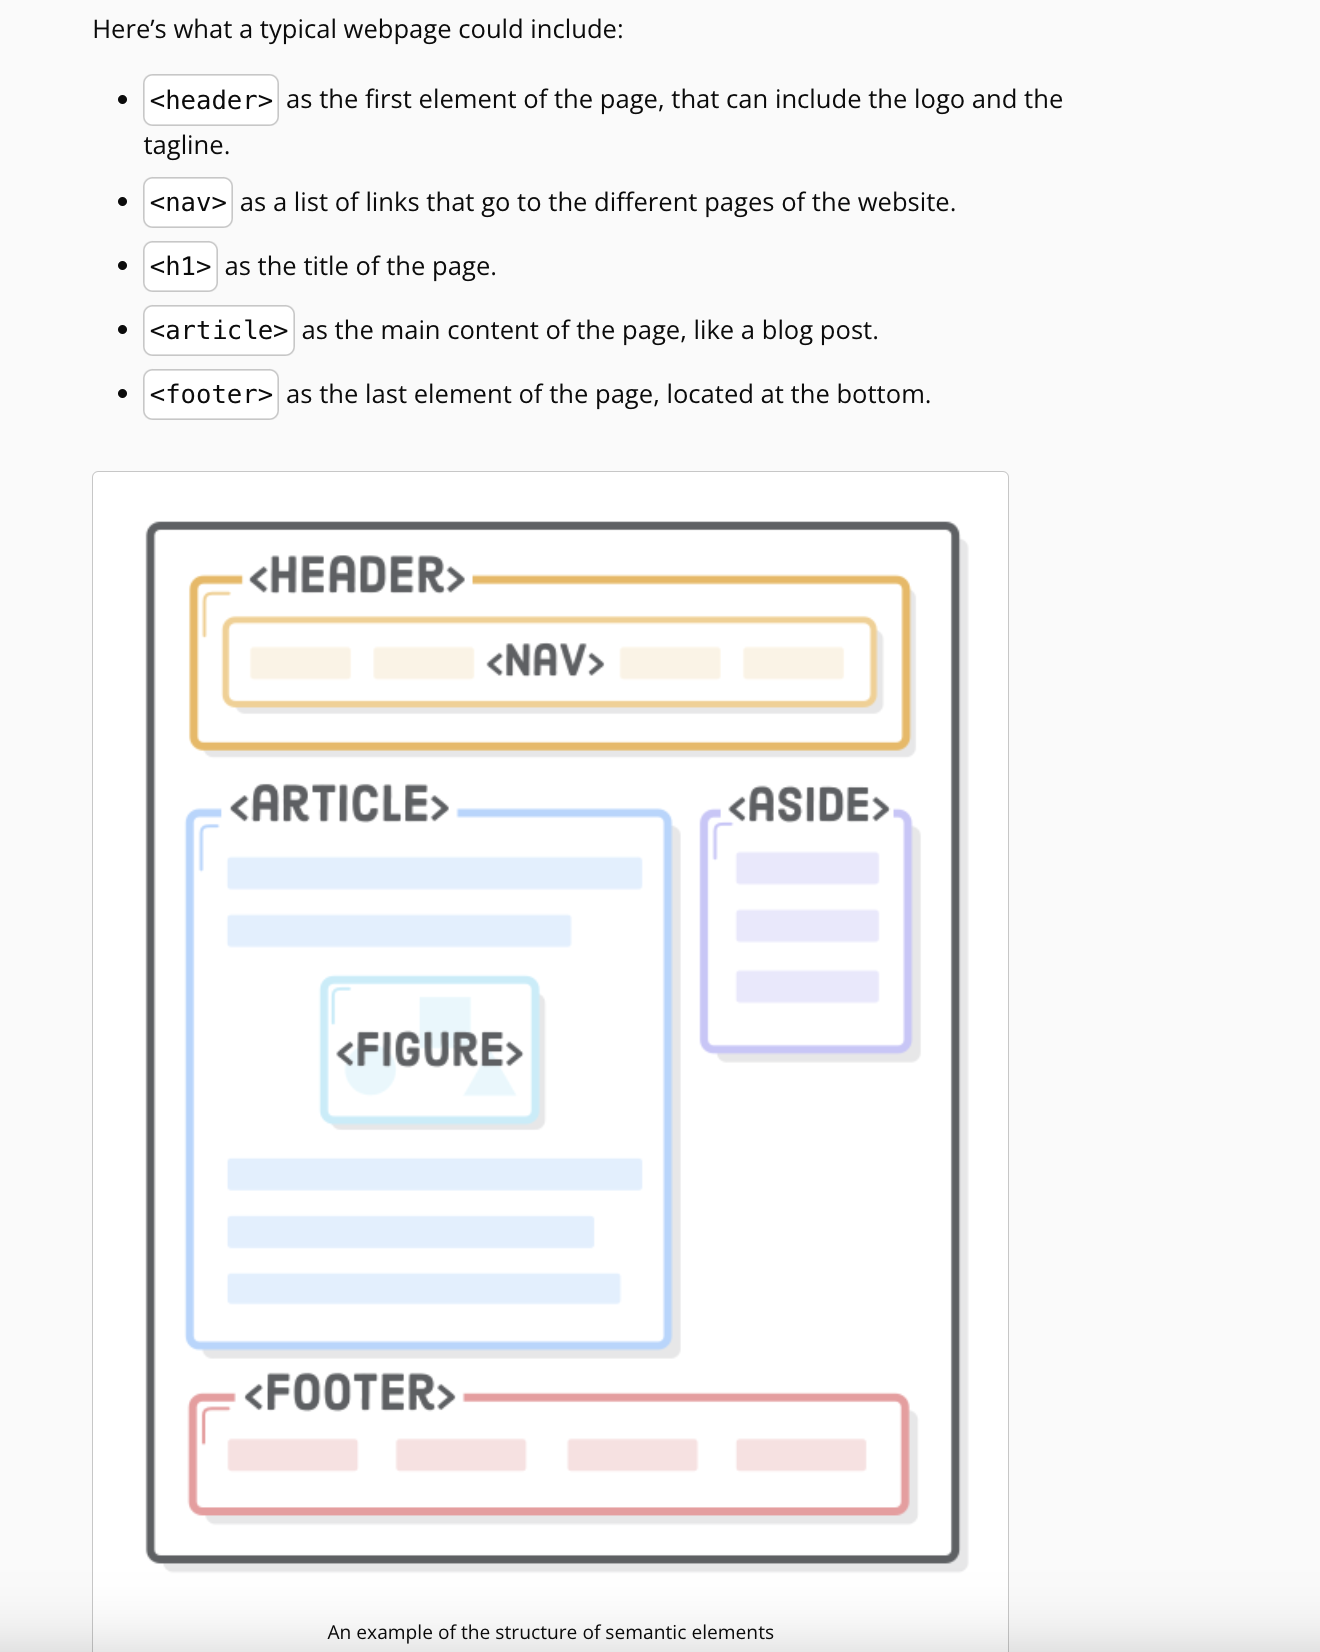 Here’s what a typical webpage could include:
• <header> as the first element of the page, that can include the logo and the
tagline.
• <nav> as a list of links that go to the different pages of the website.
• <h1> as the title of the page.
• <article> as the main content of the page, like a blog post.
• <footer> as the last element of the page, located at the bottom.
<HEADER>
<NAV>
<ARTICLE>
<ASIDE>
<FIGURE>
<FOOTER>
An example of the structure of semantic elements